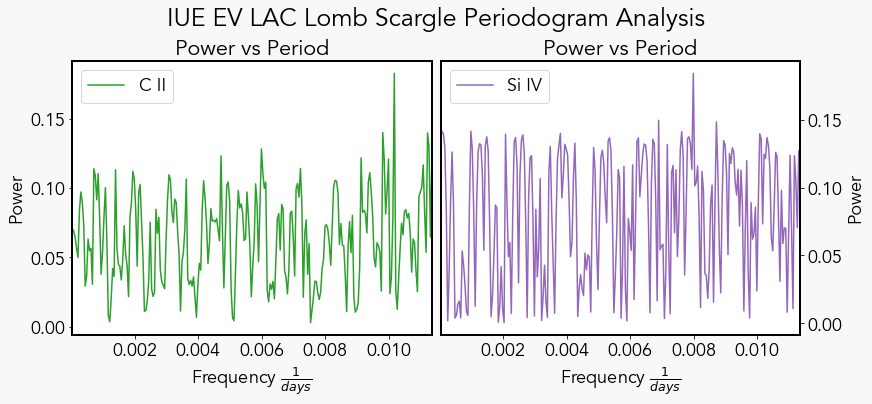 IUE EV LAC Lomb Scargle Periodogram Analysis
Power vs Period
Power vs Period
C II
Si IV
0.15
0.10
0.05
0.00
Power
0.15
0.10
0.05
0.00
Power
0.002 0.004 0.006 0.008 0.010
0.002 0.004 0.006 0.008 0.010
Frequency 1/days
Frequency 1/days